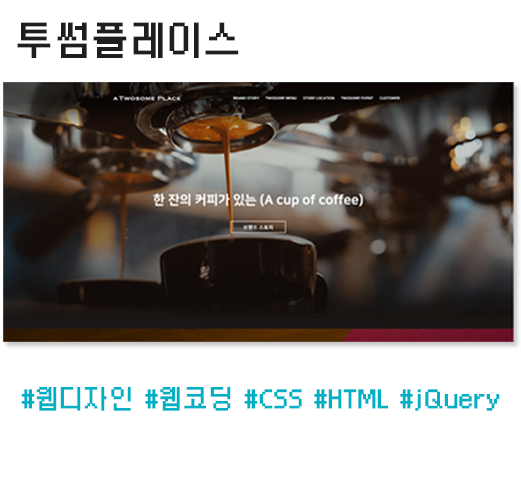 투썸플레이스
A TWOSOME PLACE BRAND STORY TWOSOME MENU STORE LOCATION TWOSOME EVENT CUSTOMER
한 잔의 커피가 있는 (A cup of coffee)
브랜드 스토리
#웹디자인 #웹코딩 #CSS #HTML #jQuery